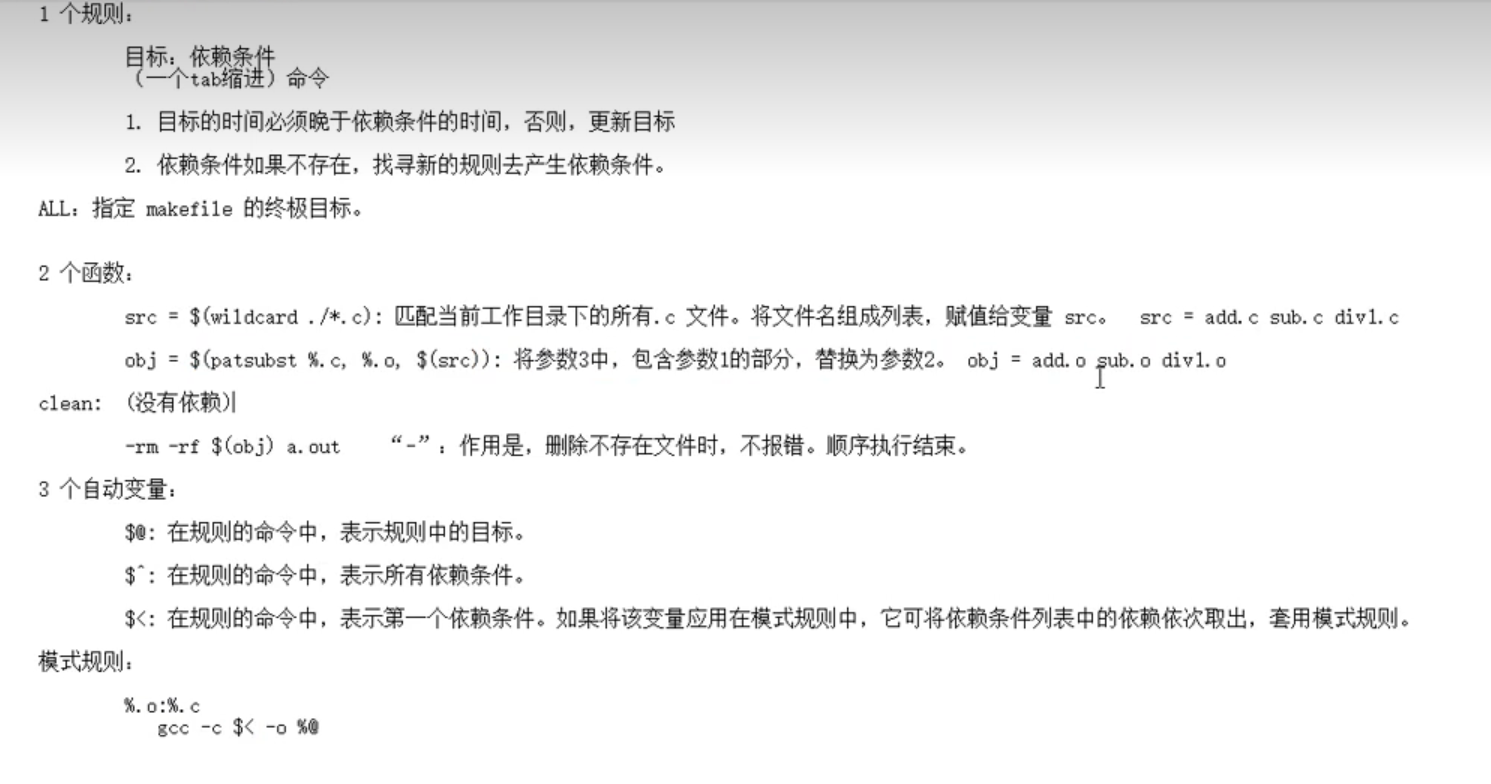 1 个规则：
目标：依赖条件
（一个tab缩进）命令
1. 目标的时间必须晚于依赖条件的时间，否则，更新目标
2. 依赖条件如果不存在，找寻新的规则去产生依赖条件。
ALL：指定 makefile 的终极目标。
2 个函数：
src = $(wildcard ./*.c): 匹配当前工作目录下的所有.c 文件。将文件名组成列表，赋值给变量 src。 src = add.c sub.c div1.c
obj = $(patsubst %.c, %.o, $(src)): 将参数3中，包含参数1的部分，替换为参数2。 obj = add.o sub.o div1.o
clean: （没有依赖）
-rm -rf $(obj) a.out “-”：作用是，删除不存在文件时，不报错。顺序执行结束。
3 个自动变量：
$@: 在规则的命令中，表示规则中的目标。
$^: 在规则的命令中，表示所有依赖条件。
$<: 在规则的命令中，表示第一个依赖条件。如果将该变量应用在模式规则中，它可将依赖条件列表中的依赖依次取出，套用模式规则。
模式规则：
%.o:%.c
gcc -c $< -o %@